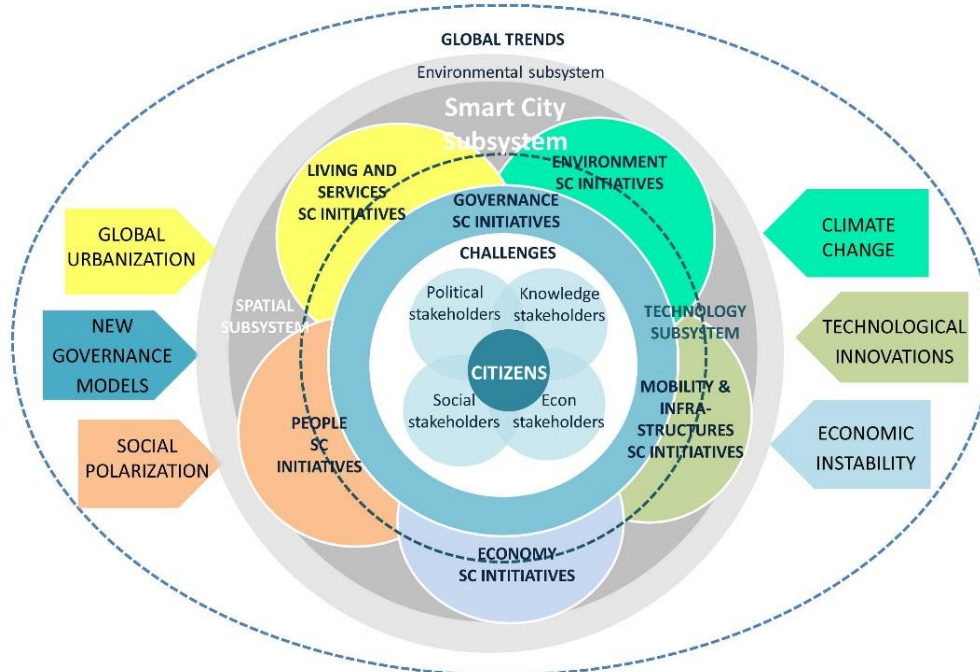 GLOBAL TRENDS
Environmental subsystem
Smart City
Subsystem
LIVING AND
SERVICES
SC INITIATIVES
ENVIRONMENT
SC INITIATIVES
GOVERNANCE
SC INITIATIVES
GLOBAL
URBANIZATION
CLIMATE
CHANGE
CHALLENGES
Political
stakeholders
Knowledge
stakeholders
SPATIAL
SUBSYSTEM
TECHNOLOGY
SUBSYSTEM
NEW
GOVERNANCE
MODELS
TECHNOLOGICAL
INNOVATIONS
CITIZENS
Social
stakeholders
Econ
stakeholders
MOBILITY &
INFRA-
STRUCTURES
SC INTITIATIVES
PEOPLE
SC
INITIATIVES
SOCIAL
POLARIZATION
ECONOMIC
INSTABILITY
ECONOMY
SC INTITIATIVES